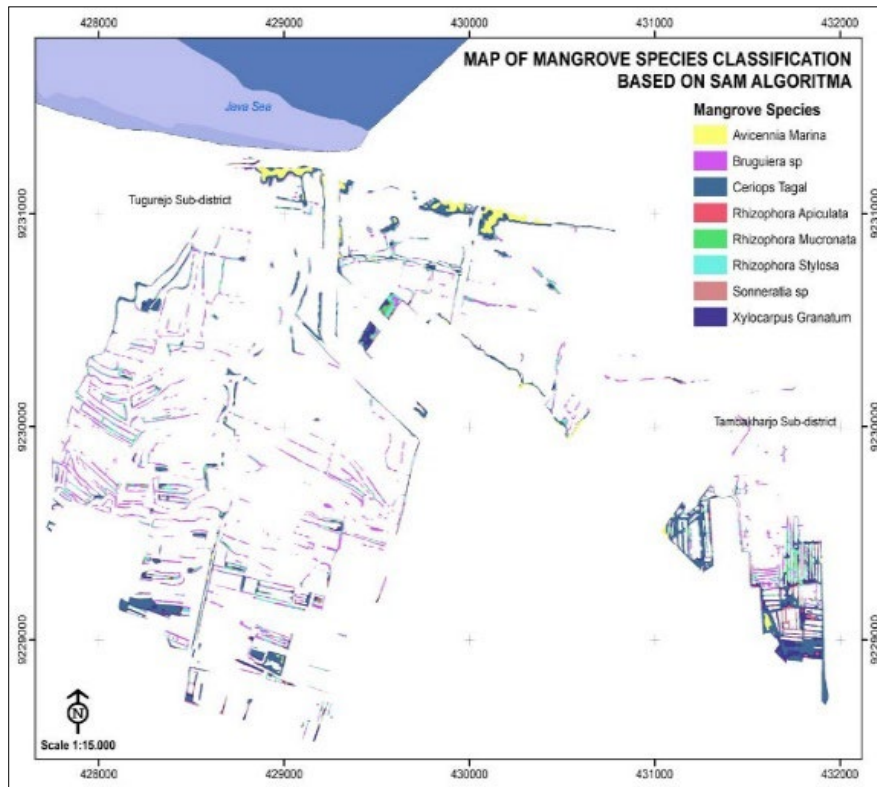 428000 429000 430000 431000 432000
MAP OF MANGROVE SPECIES CLASSIFICATION
BASED ON SAM ALGORITMA
Java Sea
Mangrove Species
Avicennia Marina
Bruguiera sp
Ceriops Tagal
Rhizophora Apiculata
Rhizophora Mucronata
Rhizophora Stylosa
Sonneratia sp
Xylocarpus Granatum
Tugurejo Sub-district
9231000 9231000
9230000 9230000
Tambakharjo Sub-district
9229000 9229000
N
Scale 1:15.000
428000 429000 430000 431000 432000